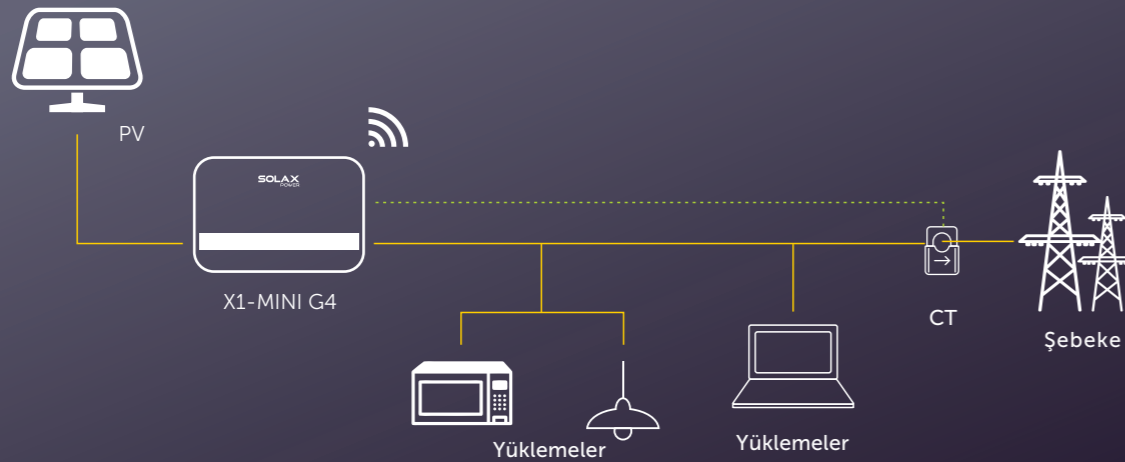 PV
SOLAX
POWER
X1-MINI G4
CT
Şebeke
Yüklemeler
Yüklemeler